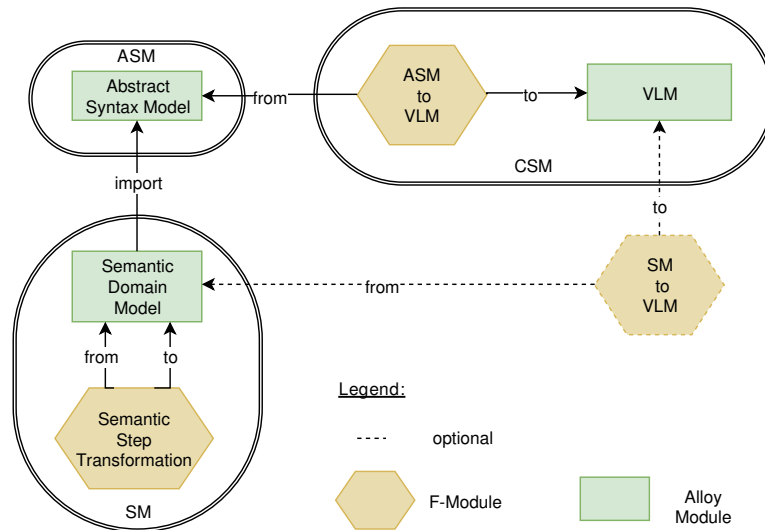 ASM
Abstract
Syntax Model
from
ASM
to
VLM
to
VLM
CSM
import
to
Semantic
Domain
Model
from
SM
to
VLM
from
to
Semantic
Step
Transformation
SM
Legend:
optional
F-Module
Alloy
Module